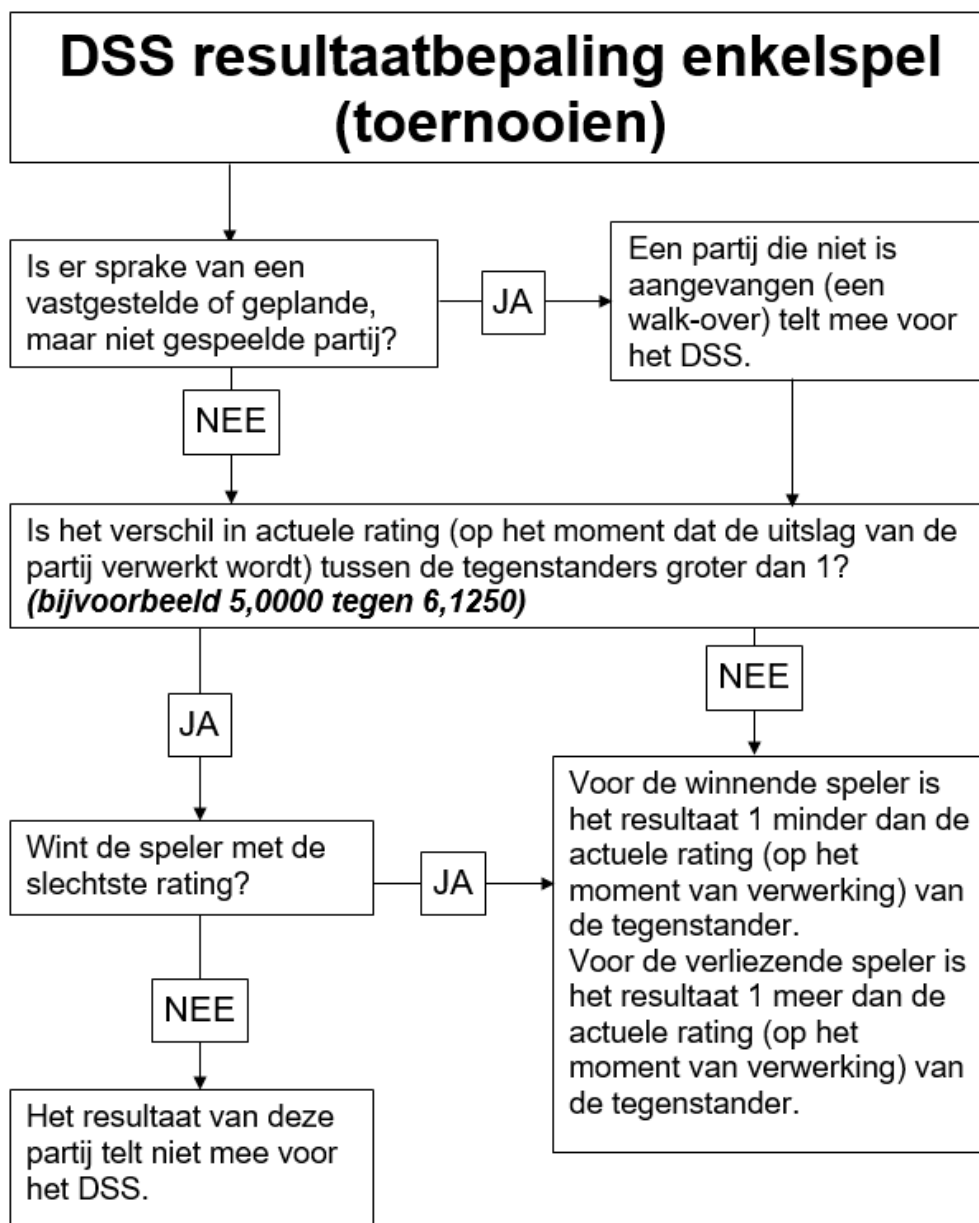 DSS resultaatbepaling enkelspel
(toernooien)
Is er sprake van een
vastgestelde of geplande,
maar niet gespeelde partij?
JA
Een partij die niet is
aangevangen (een
walk-over) telt mee voor
het DSS.
NEE
Is het verschil in actuele rating (op het moment dat de uitslag van de
partij verwerkt wordt) tussen de tegenstanders groter dan 1?
(bijvoorbeeld 5,0000 tegen 6,1250)
JA
NEE
Wint de speler met de
slechtste rating?
JA
Voor de winnende speler is
het resultaat 1 minder dan de
actuele rating (op het
moment van verwerking) van
de tegenstander.
Voor de verliezende speler is
het resultaat 1 meer dan de
actuele rating (op het
moment van verwerking) van
de tegenstander.
NEE
Het resultaat van deze
partij telt niet mee voor
het DSS.